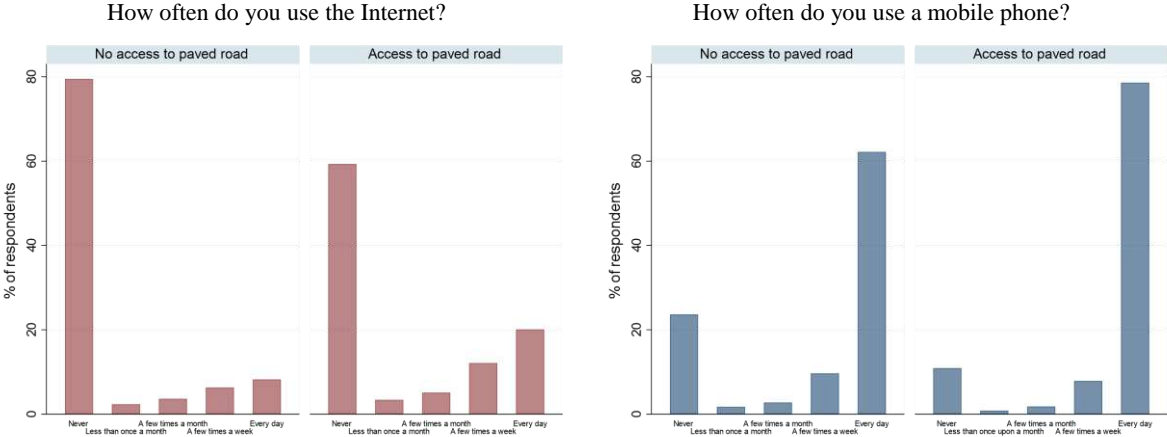 How often do you use the Internet?
No access to paved road
Access to paved road
% of respondents
80
60
40
20
0
Never
A few times a month
Every day
Less than once a month
A few times a week
Never
A few times a month
Every day
Less than once a month
A few times a week
How often do you use a mobile phone?
No access to paved road
Access to paved road
% of respondents
80
60
40
20
0
Never
A few times a month
Every day
Less than once a month
A few times a week
Never
A few times a month
Every day
Less than once upon a month
A few times a week